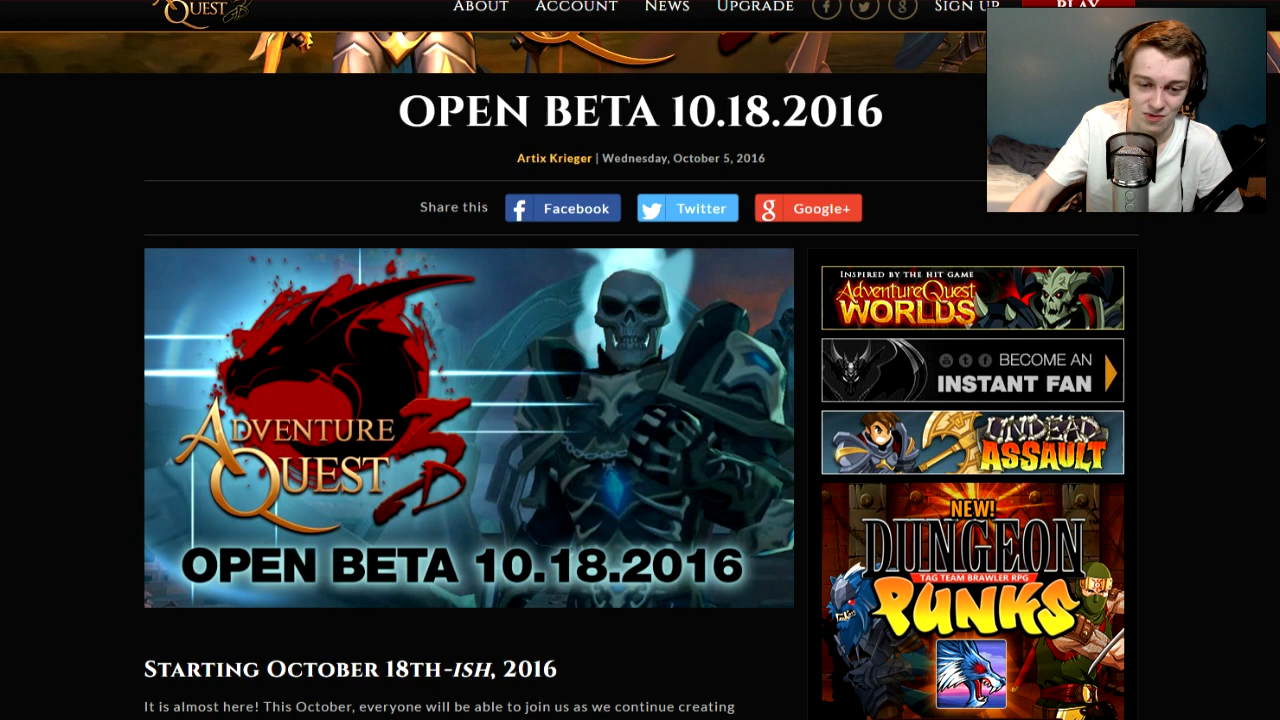 QUEST 3D
ABOUT ACCOUNT NEWS UPGRADE SIGN UP PLAY
OPEN BETA 10.18.2016
Artix Krieger | Wednesday, October 5, 2016
Share this Facebook Twitter Google+
ADVENTURE QUEST 3D
OPEN BETA 10.18.2016
INSPIRED BY THE HIT GAME
AdventureQuest
WORLDS
BECOME AN
INSTANT FAN
UNDEAD
ASSAULT
NEW!
DUNGEON
TAG TEAM BRAWLER RPG
PUNKS
STARTING OCTOBER 18TH-ISH, 2016
It is almost here! This October, everyone will be able to join us as we continue creating